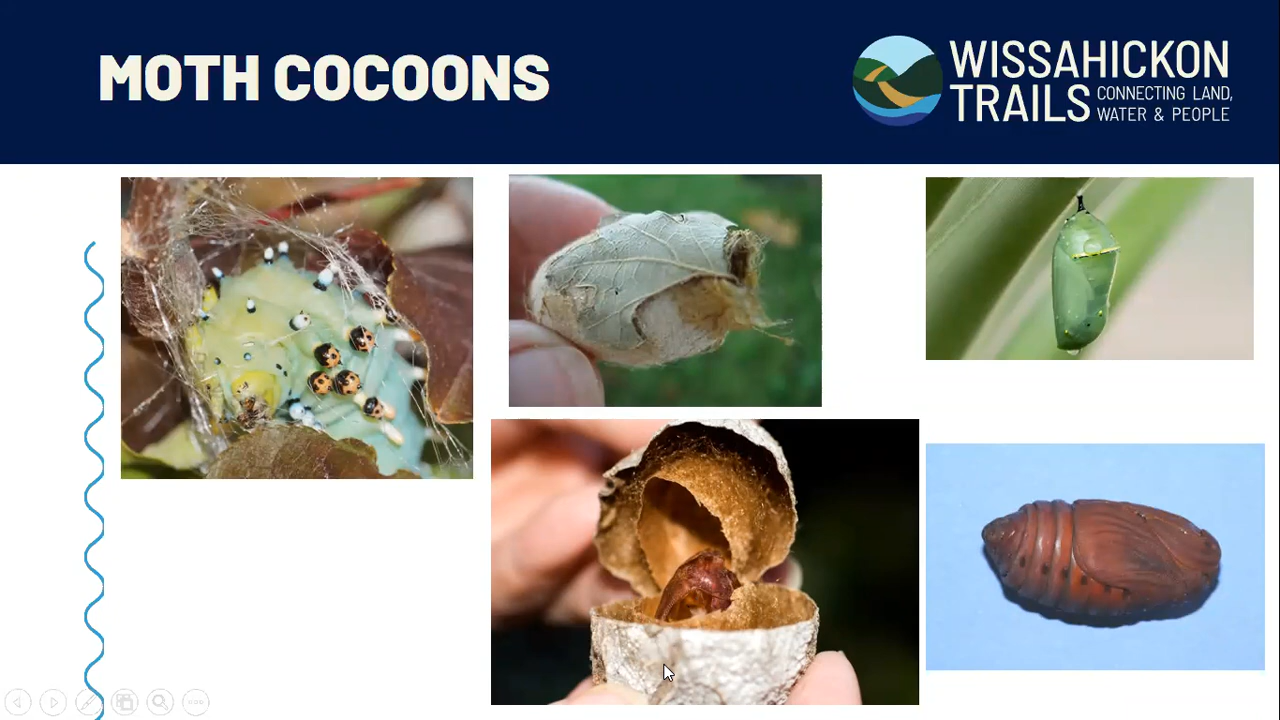 MOTH COCOONS
WISSAHICKON
TRAILS
CONNECTING LAND,
WATER & PEOPLE